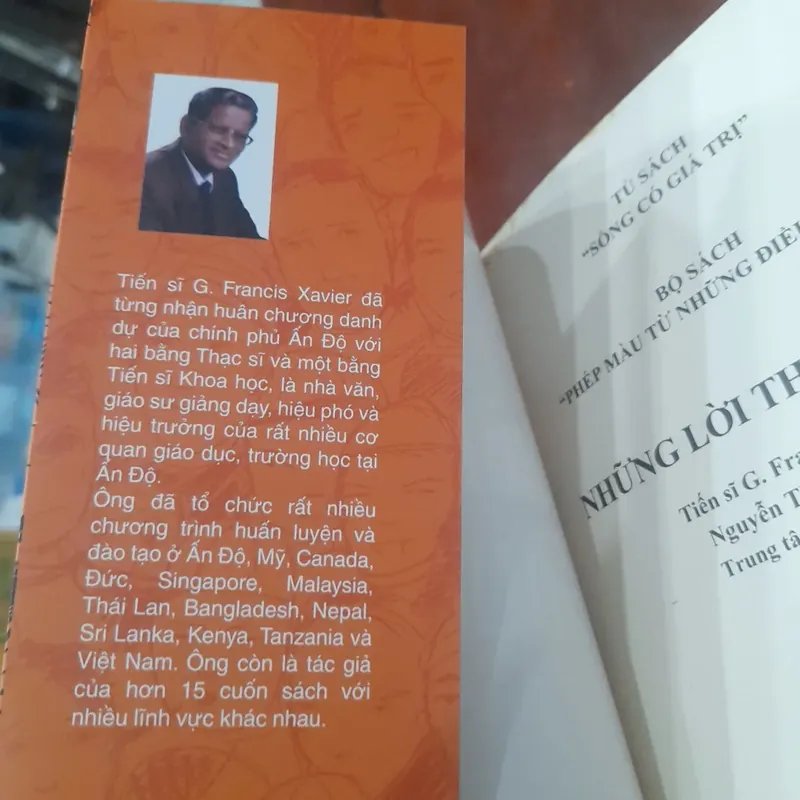 Tiến sĩ G. Francis Xavier đã
từng nhận huân chương danh
dự của chính phủ Ấn Độ với
hai bằng Thạc sĩ và một bằng
Tiến sĩ Khoa học, là nhà văn,
giáo sư giảng dạy, hiệu phó và
hiệu trưởng của rất nhiều cơ
quan giáo dục, trường học tại
Ấn Độ.
Ông đã tổ chức rất nhiều
chương trình huấn luyện và
đào tạo ở Ấn Độ, Mỹ, Canada,
Đức, Singapore, Malaysia,
Thái Lan, Bangladesh, Nepal,
Sri Lanka, Kenya, Tanzania và
Việt Nam. Ông còn là tác giả
của hơn 15 cuốn sách với
nhiều lĩnh vực khác nhau.
TỦ SÁCH
"SỐNG CÓ GIÁ TRỊ"
BỘ SÁCH
"PHÉP MÀU TỪ NHỮNG
NHỮNG LỜI
Tiến sĩ G.
Nguyễn
Trung